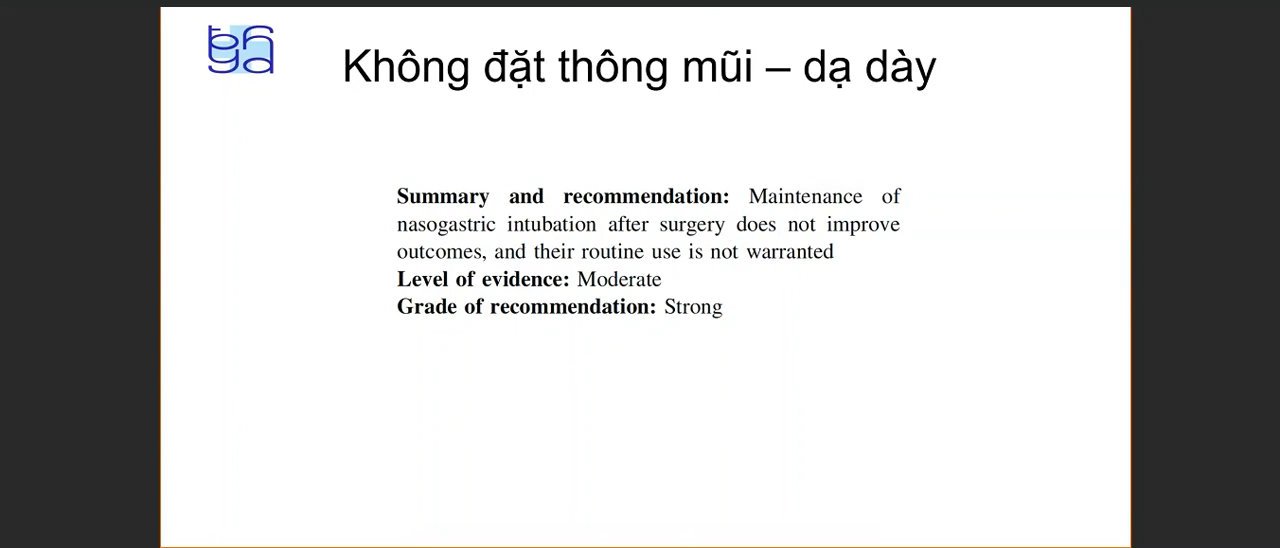 Không đặt thông mũi – dạ dày
Summary and recommendation: Maintenance of
nasogastric intubation after surgery does not improve
outcomes, and their routine use is not warranted
Level of evidence: Moderate
Grade of recommendation: Strong